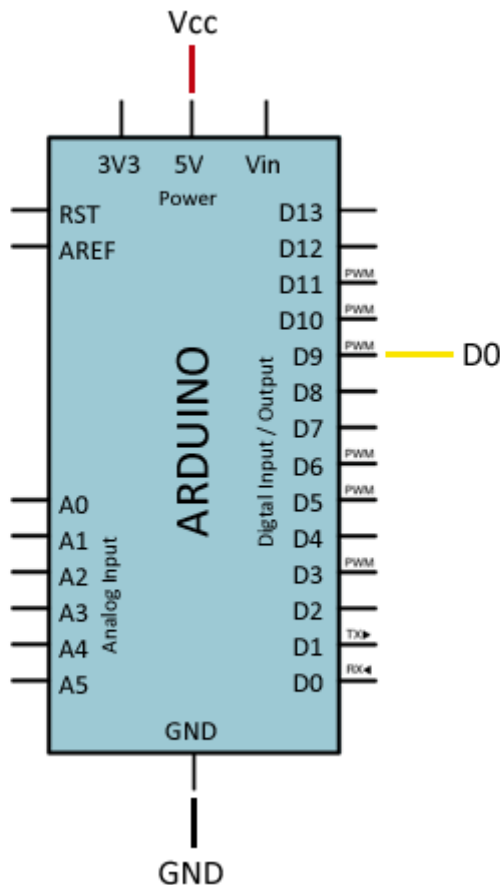 Vcc
3V3 5V Vin
Power
RST D13
AREF D12
D11 PWM
D10 PWM
D9 PWM D0
D8
D7
D6 PWM
A0 D5 PWM
A1 D4
A2 D3 PWM
A3 D2
A4 D1 TX▶
A5 D0 RX◀
Analog Input
ARDUINO
Digtal Input / Output
GND
GND